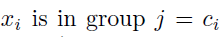 x_i is in group j = c_i